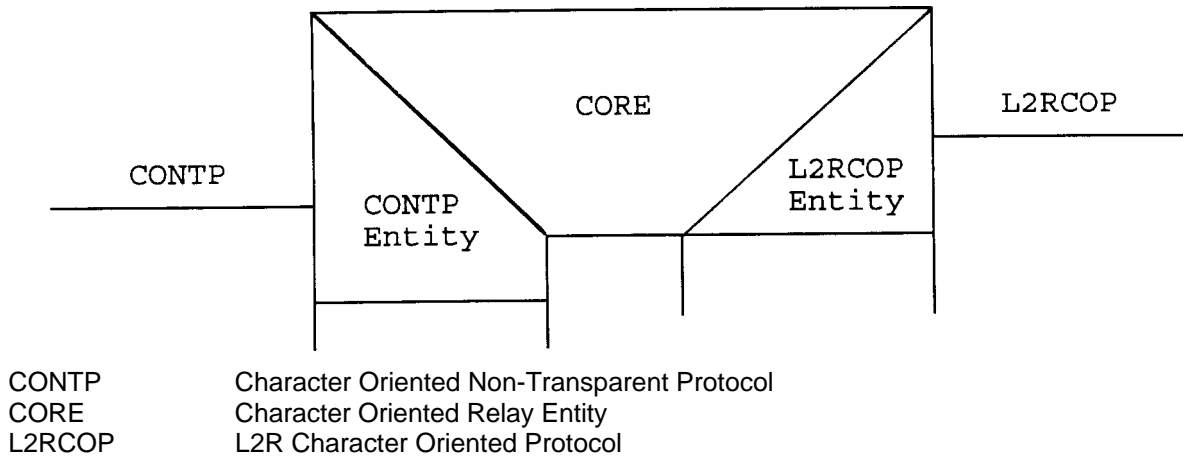 CORE
L2RCOP
CONTP
L2RCOP
Entity
CONTP
Entity
CONTP Character Oriented Non-Transparent Protocol
CORE Character Oriented Relay Entity
L2RCOP L2R Character Oriented Protocol